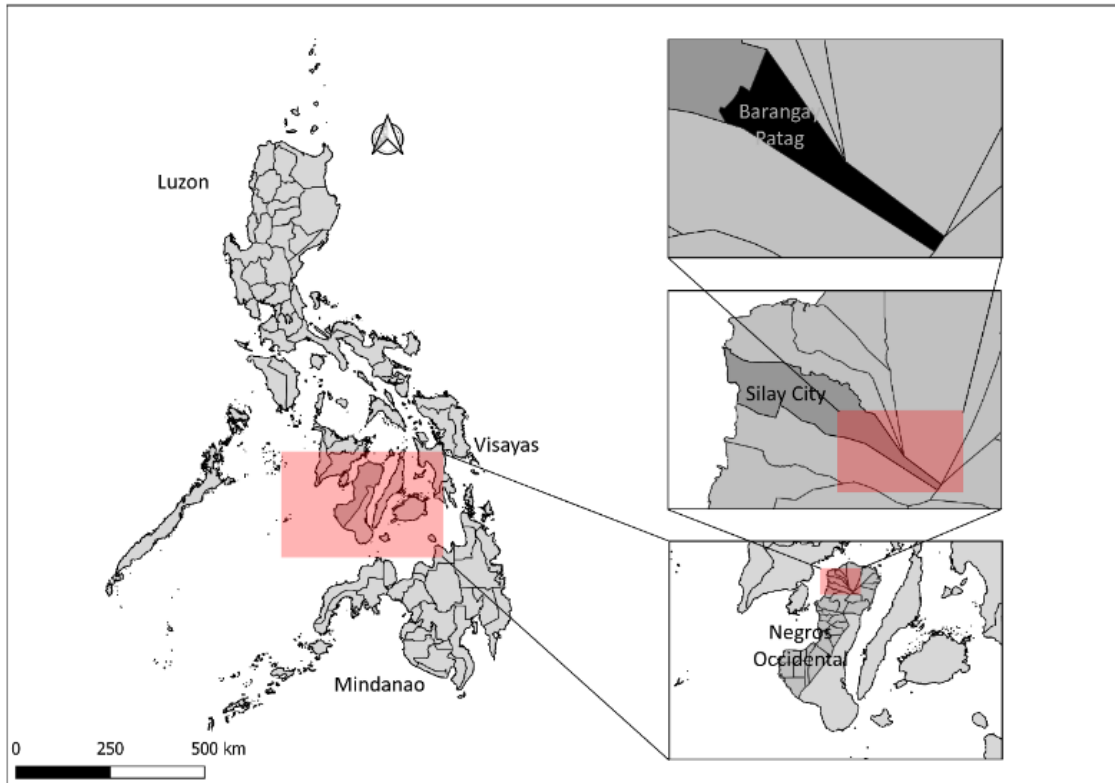 Luzon
Visayas
Mindanao
0 250 500 km
Barangay
Patag
Silay City
Negros
Occidental